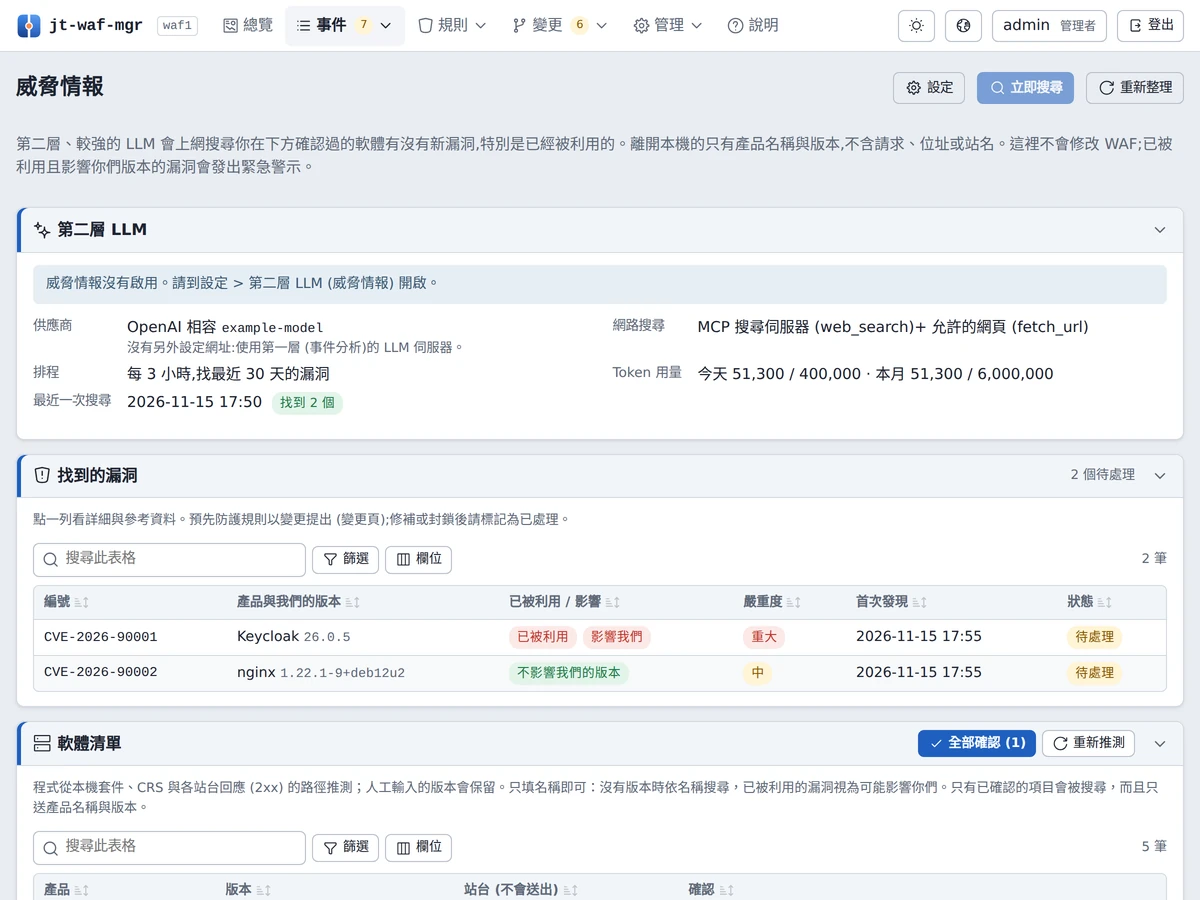 jt-waf-mgr waf1 總覽 事件 7 規則 變更 6 管理 說明 admin 管理者 登出
威脅情報 設定 立即搜尋 重新整理
第二層、較強的 LLM 會上網搜尋你在下方確認過的軟體有沒有新漏洞,特別是已經被利用的。離開本機的只有產品名稱與版本,不含請求、位址或站名。這裡不會修改 WAF;已被
利用且影響你們版本的漏洞會發出緊急警示。
第二層 LLM
威脅情報沒有啟用。請到設定 > 第二層 LLM (威脅情報) 開啟。
供應商 OpenAI 相容 example-model 網路搜尋 MCP 搜尋伺服器 (web_search)+ 允許的網頁 (fetch_url)
沒有另外設定網址:使用第一層 (事件分析)的 LLM 伺服器。
排程 每 3 小時,找最近 30 天的漏洞 Token 用量 今天 51,300 / 400,000 · 本月 51,300 / 6,000,000
最近一次搜尋 2026-11-15 17:50 找到 2 個
找到的漏洞 2 個待處理
點一列看詳細與參考資料。預先防護規則以變更提出 (變更頁);修補或封鎖後請標記為已處理。
搜尋此表格 篩選 欄位 2 筆
編號 產品與我們的版本 已被利用 / 影響 嚴重度 首次發現 狀態
CVE-2026-90001 Keycloak 26.0.5 已被利用 影響我們 重大 2026-11-15 17:55 待處理
CVE-2026-90002 nginx 1.22.1-9+deb12u2 不影響我們的版本 中 2026-11-15 17:55 待處理
軟體清單 全部確認 (1) 重新推測
程式從本機套件、CRS 與各站台回應 (2xx) 的路徑推測；人工輸入的版本會保留。只填名稱即可：沒有版本時依名稱搜尋，已被利用的漏洞視為可能影響你們。只有已確認的項目會被搜尋，而且只
送產品名稱與版本。
搜尋此表格 篩選 欄位 5 筆
產品 版本 站台 (不會送出) 確認